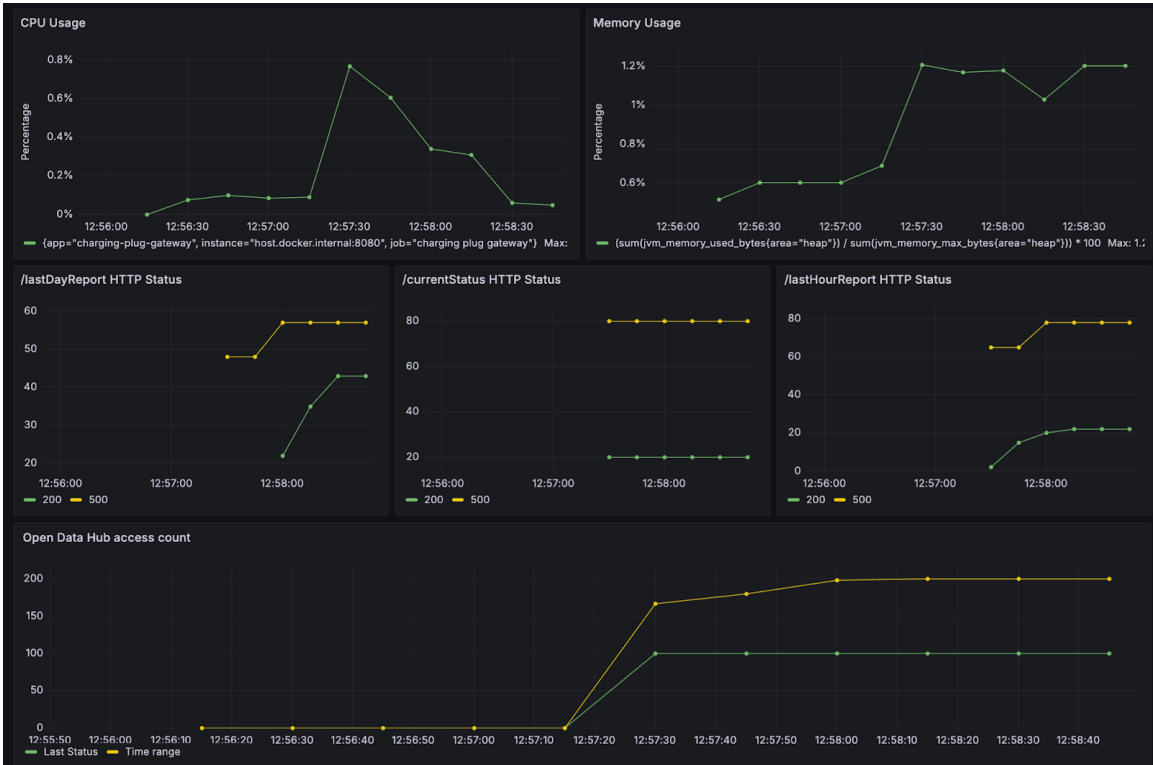 CPU Usage
Percentage
0.8%
0.6%
0.4%
0.2%
0%
12:56:00 12:56:30 12:57:00 12:57:30 12:58:00 12:58:30
{app="charging-plug-gateway", instance="host.docker.internal:8080", job="charging plug gateway"} Max:
Memory Usage
Percentage
1.2%
1%
0.8%
0.6%
12:56:00 12:56:30 12:57:00 12:57:30 12:58:00 12:58:30
(sum(jvm_memory_used_bytes{area="heap"}) / sum(jvm_memory_max_bytes{area="heap"})) * 100 Max: 1.2
/lastDayReport HTTP Status
60
50
40
30
20
12:56:00 12:57:00 12:58:00
200 500
/currentStatus HTTP Status
80
60
40
20
12:56:00 12:57:00 12:58:00
200 500
/lastHourReport HTTP Status
80
60
40
20
0
12:56:00 12:57:00 12:58:00
200 500
Open Data Hub access count
200
150
100
50
0
12:55:50 12:56:00 12:56:10 12:56:20 12:56:30 12:56:40 12:56:50 12:57:00 12:57:10 12:57:20 12:57:30 12:57:40 12:57:50 12:58:00 12:58:10 12:58:20 12:58:30 12:58:40
Last Status Time range